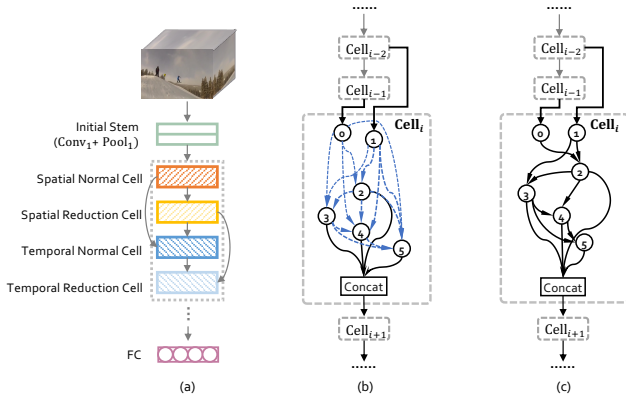 Initial Stem
(Conv₁+ Pool₁)
Spatial Normal Cell
Spatial Reduction Cell
Temporal Normal Cell
Temporal Reduction Cell
⋮
FC
(a)
......
Cellᵢ₋₂
Cellᵢ₋₁
Cellᵢ
0
1
2
3
4
5
Concat
Cellᵢ₊₁
......
(b)
......
Cellᵢ₋₂
Cellᵢ₋₁
Cellᵢ
0
1
2
3
4
5
Concat
Cellᵢ₊₁
......
(c)